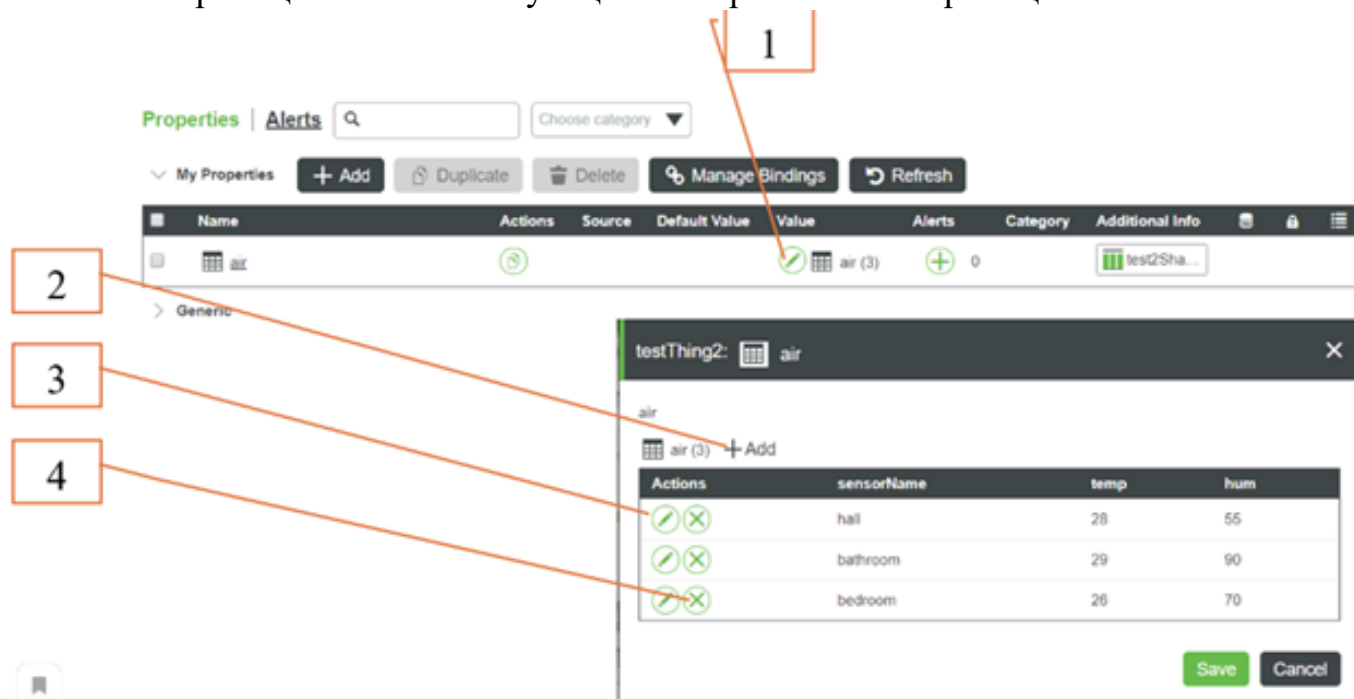 1
Properties | Alerts Choose category
My Properties + Add Duplicate Delete Manage Bindings Refresh
Name Actions Source Default Value Value Alerts Category Additional Info
air air (3) 0 test2Sha...
2
Generic
testThing2: air
3
air
air (3) +Add
4
Actions sensorName temp hum
hall 28 55
bathroom 29 90
bedroom 26 70
Save Cancel